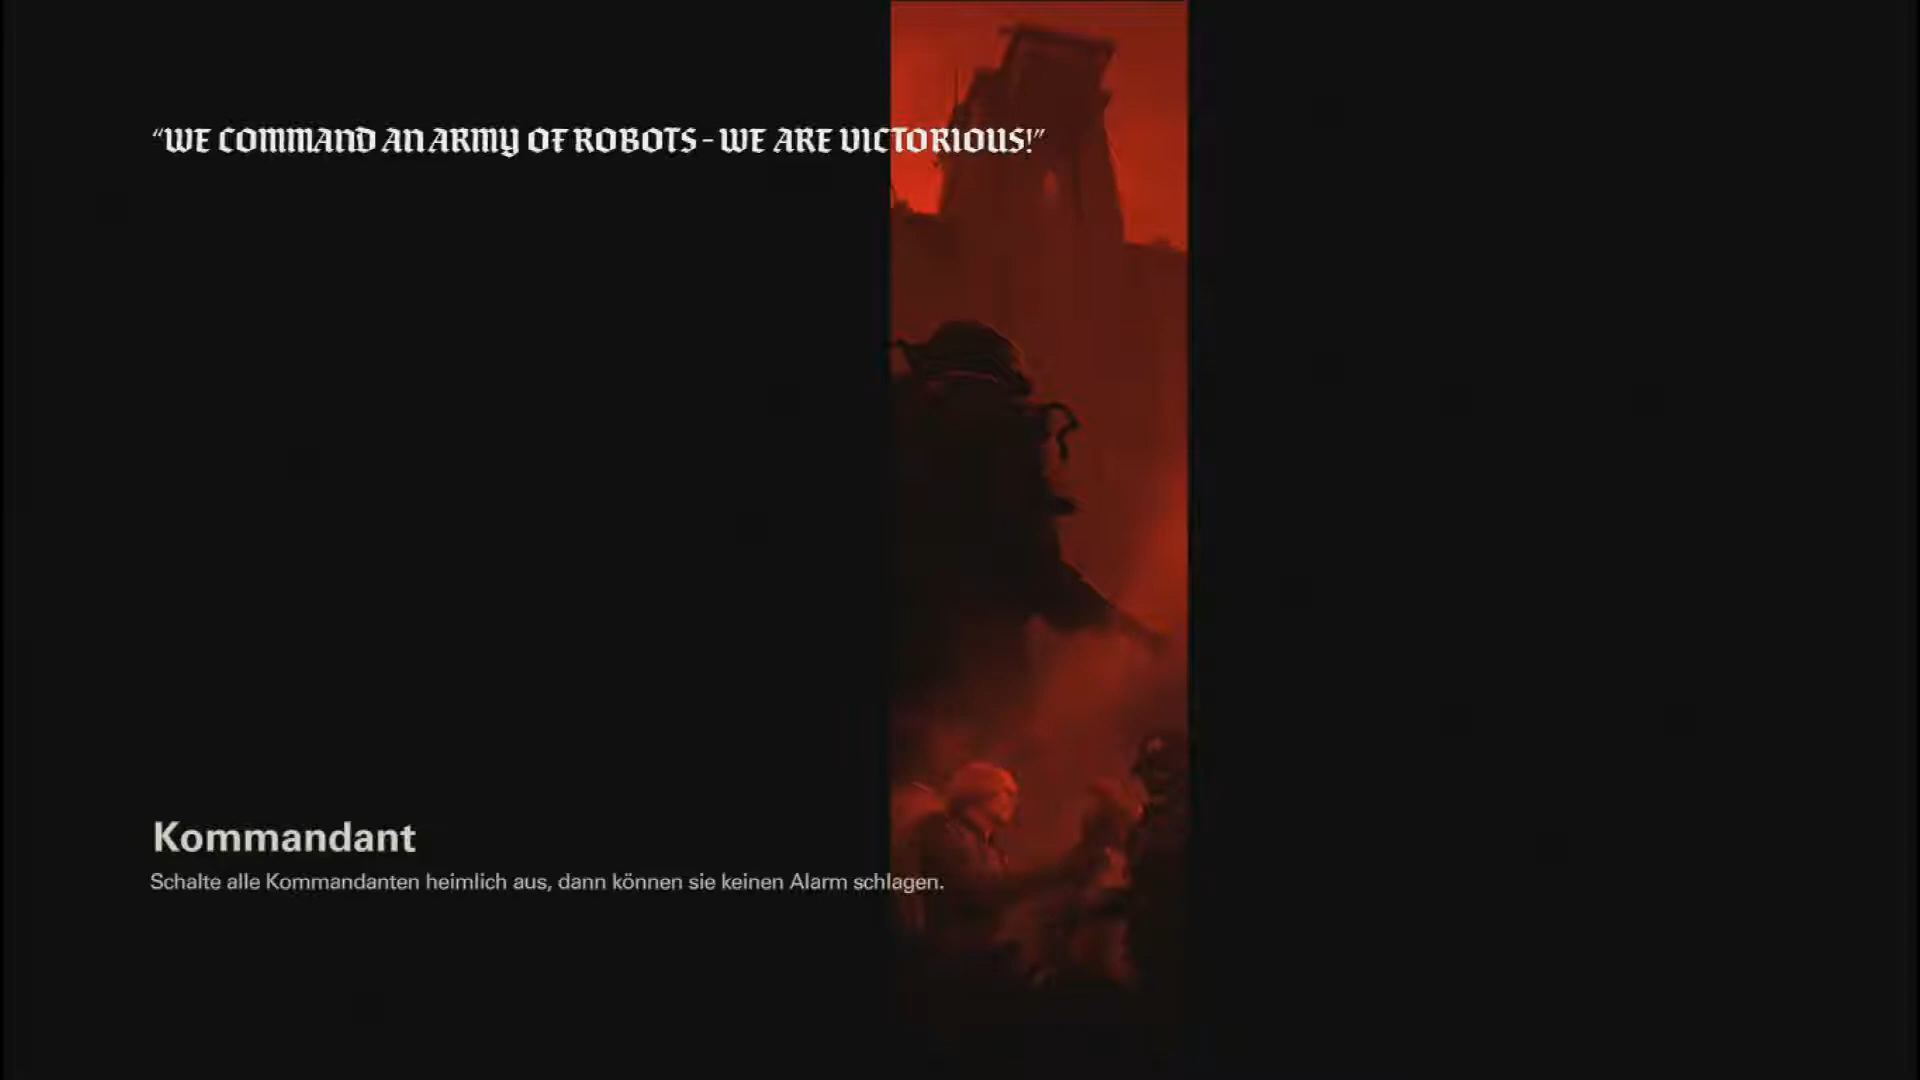 “WE COMMAND AN ARMY OF ROBOTS - WE ARE VICTORIOUS!”
Kommandant
Schalte alle Kommandanten heimlich aus, dann können sie keinen Alarm schlagen.